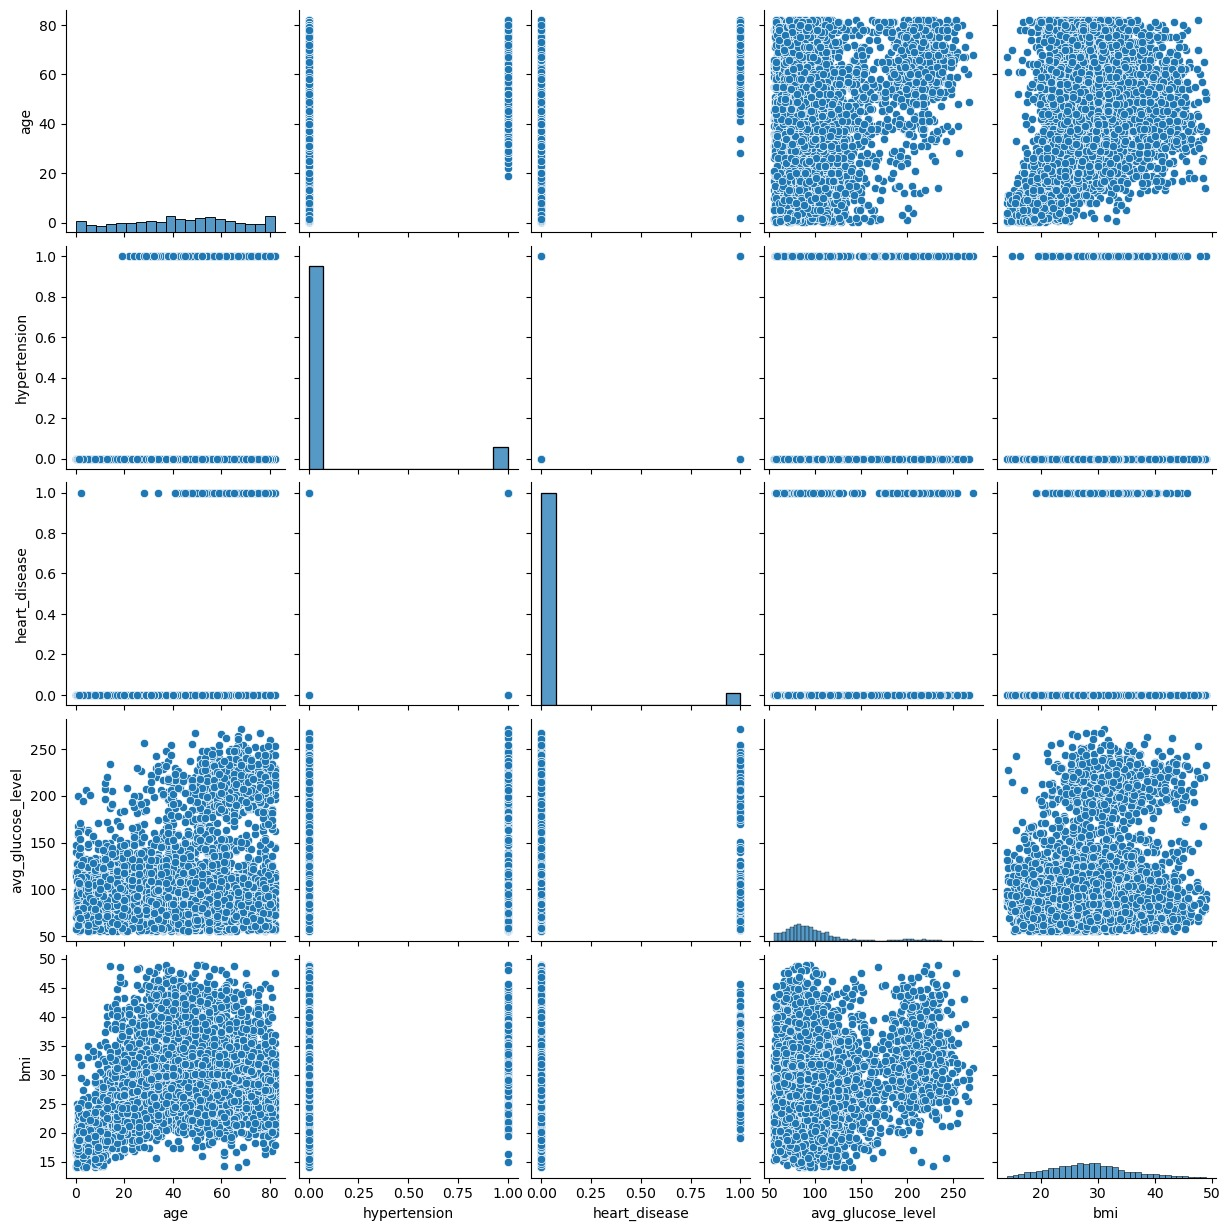 80
60
40
20
0
age
1.0
0.8
0.6
0.4
0.2
0.0
hypertension
1.0
0.8
0.6
0.4
0.2
0.0
heart_disease
250
200
150
100
50
avg_glucose_level
50
45
40
35
30
25
20
15
bmi
0 20 40 60 80
0.00 0.25 0.50 0.75 1.00
0.00 0.25 0.50 0.75 1.00
50 100 150 200 250
20 30 40 50
age hypertension heart_disease avg_glucose_level bmi